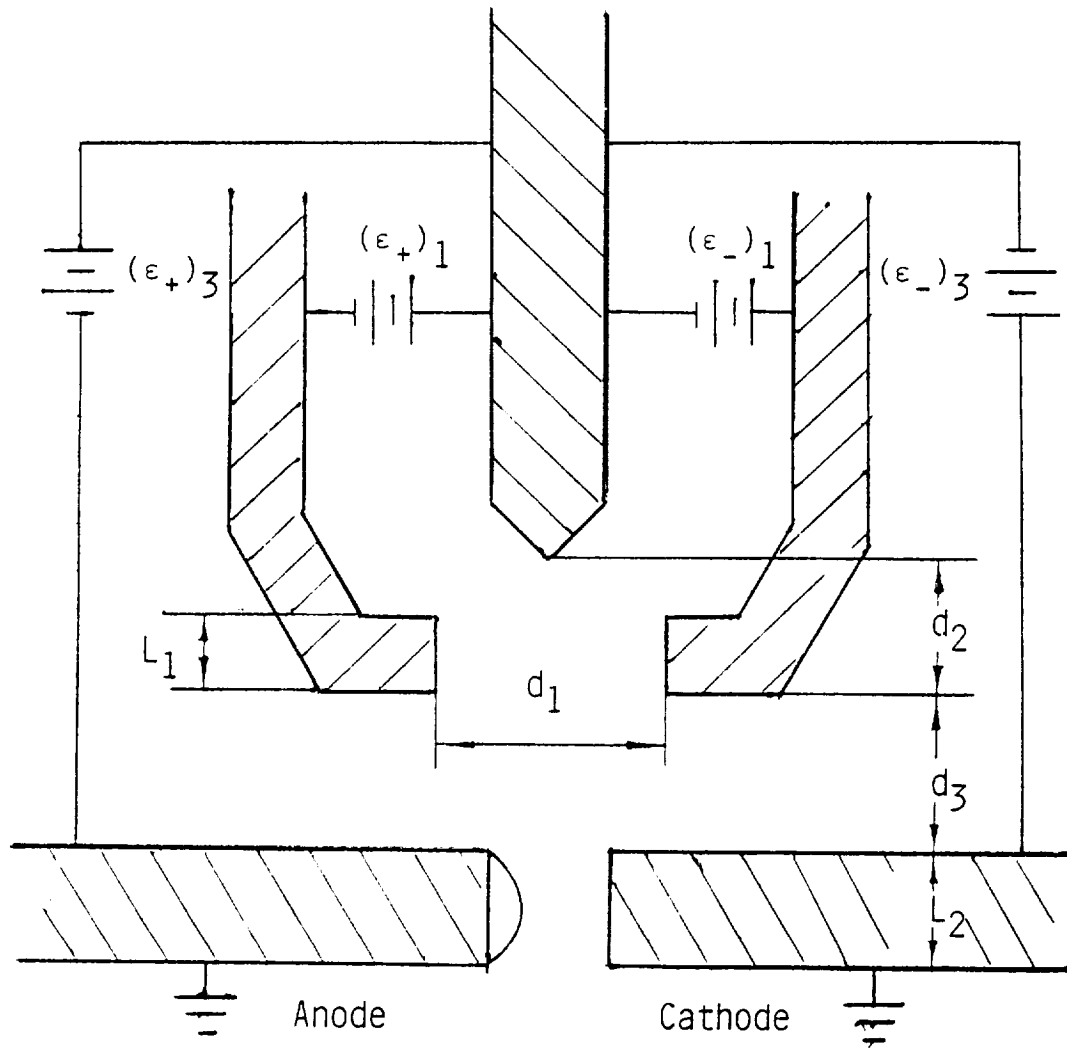 (ε₊)₁
(ε₋)₁
(ε₊)₃
(ε₋)₃
L₁
d₂
d₁
d₃
L₂
Anode
Cathode